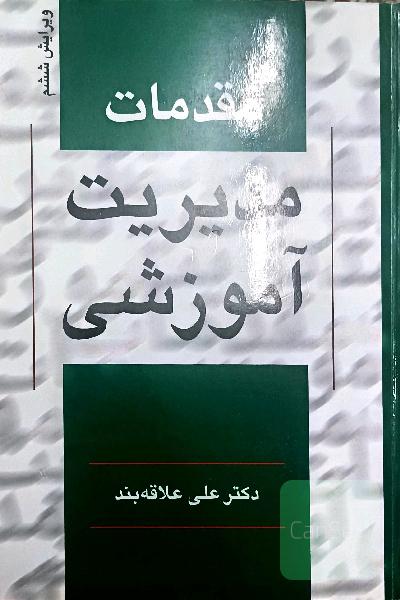 ویرایش ششم
مقدمات
مدیریت
آموزشی
دکتر علی علاقه‌بند